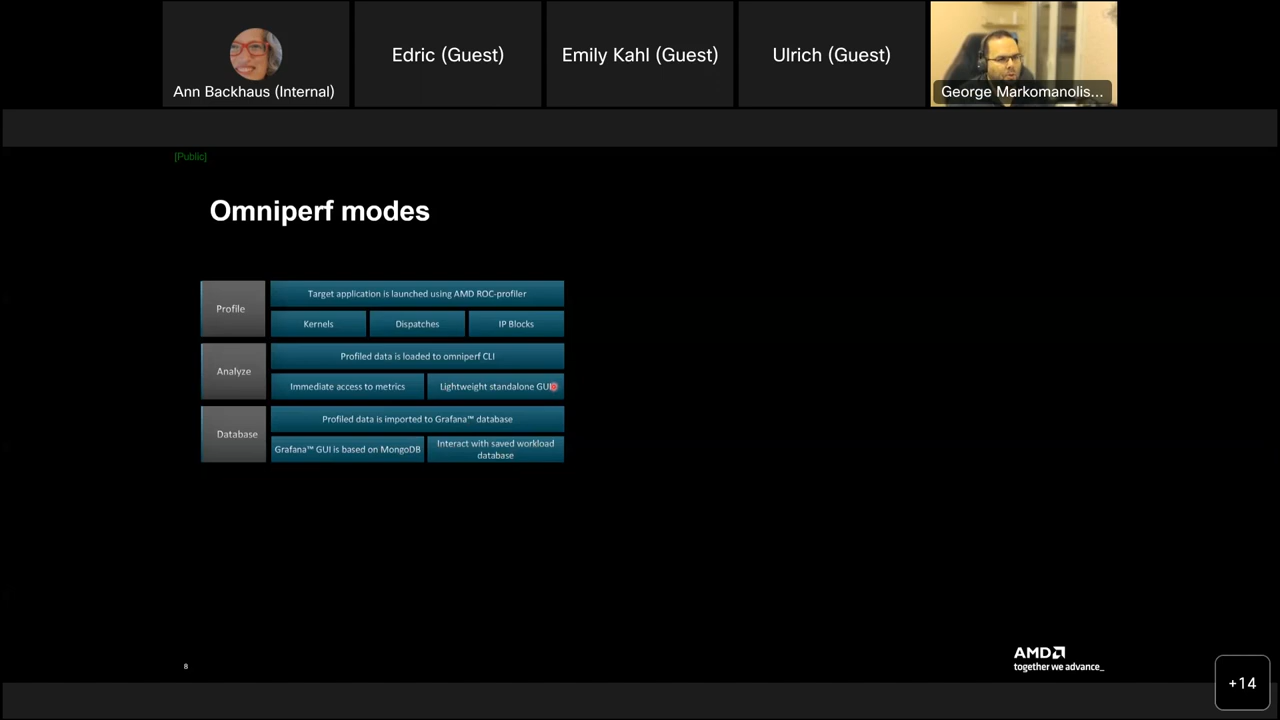 Ann Backhaus (Internal)
Edric (Guest)
Emily Kahl (Guest)
Ulrich (Guest)
George Markomanolis...
[Public]
Omniperf modes
Profile
Target application is launched using AMD ROC-profiler
Kernels
Dispatches
IP Blocks
Analyze
Profiled data is loaded to omniperf CLI
Immediate access to metrics
Lightweight standalone GUI
Database
Profiled data is imported to Grafana™ database
Grafana™ GUI is based on MongoDB
Interact with saved workload
database
8
AMD
together we advance_
+14